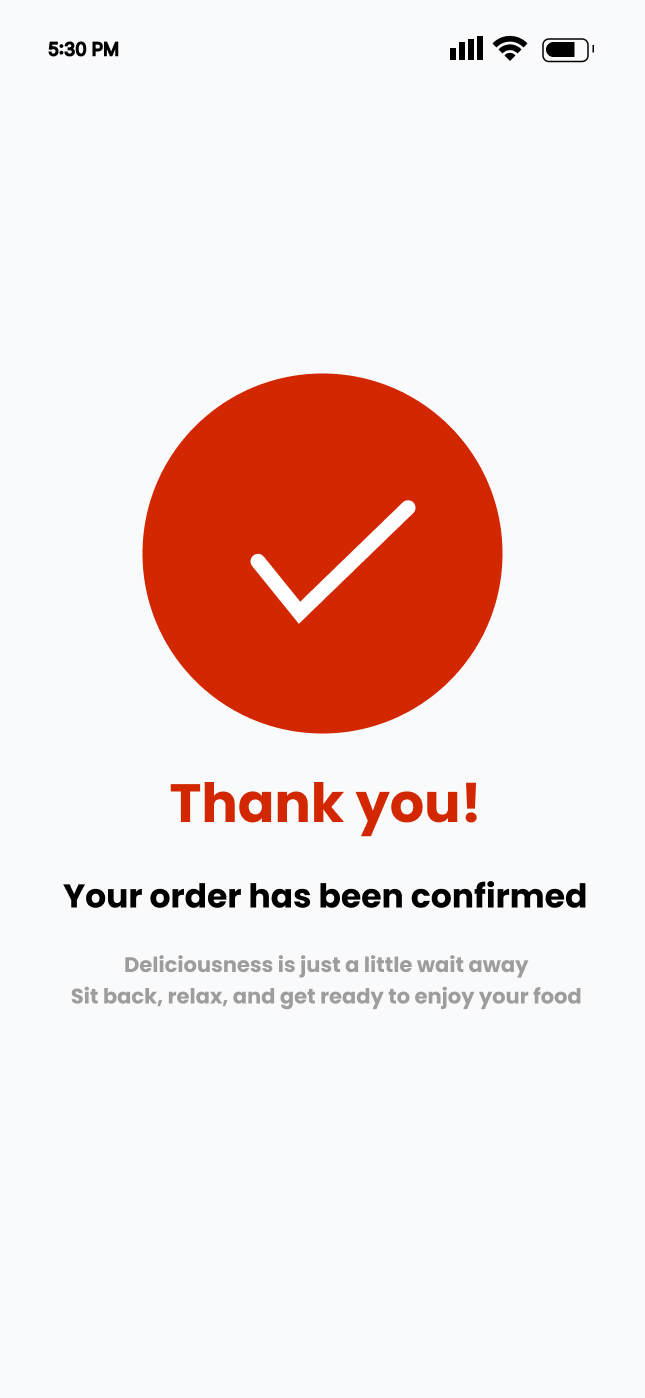 5:30 PM
Thank you!
Your order has been confirmed
Deliciousness is just a little wait away
Sit back, relax, and get ready to enjoy your food